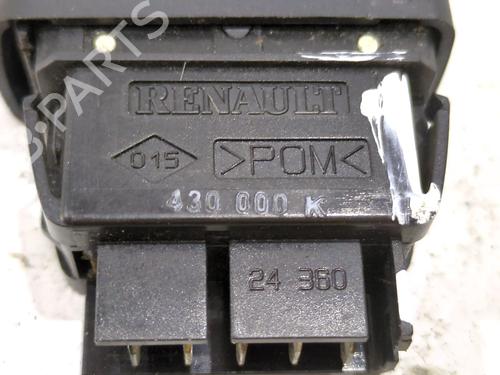 RENAULT
015 >POM<
430 000 K
24 360
B-PARTS